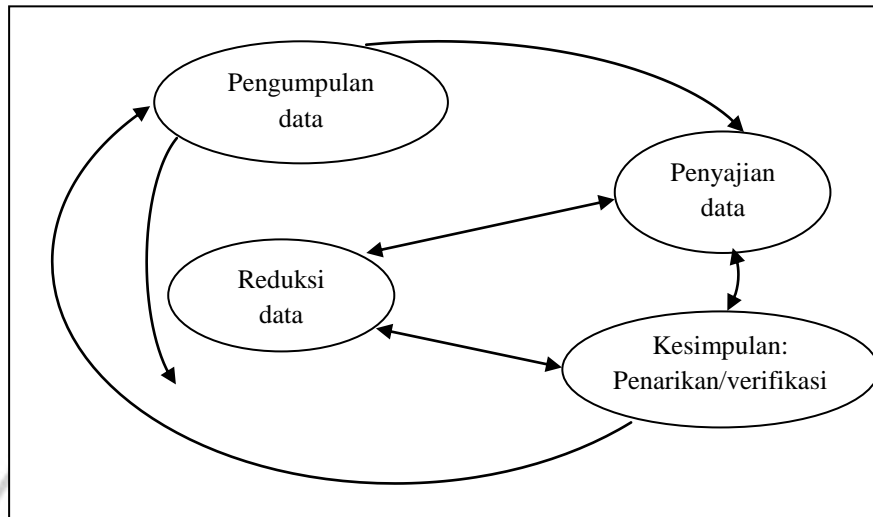 Pengumpulan
data
Penyajian
data
Reduksi
data
Kesimpulan:
Penarikan/verifikasi